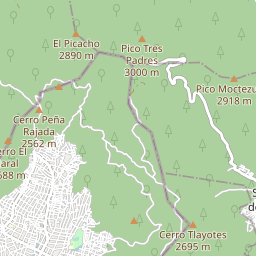 El Picacho
2890 m
Pico Tres
Padres
3000 m
Pico Moctezu
2918 m
Cerro Peña
Rajada
2562 m
erro El
aral
688 m
S
de
Cerro Tlayotes
2695 m